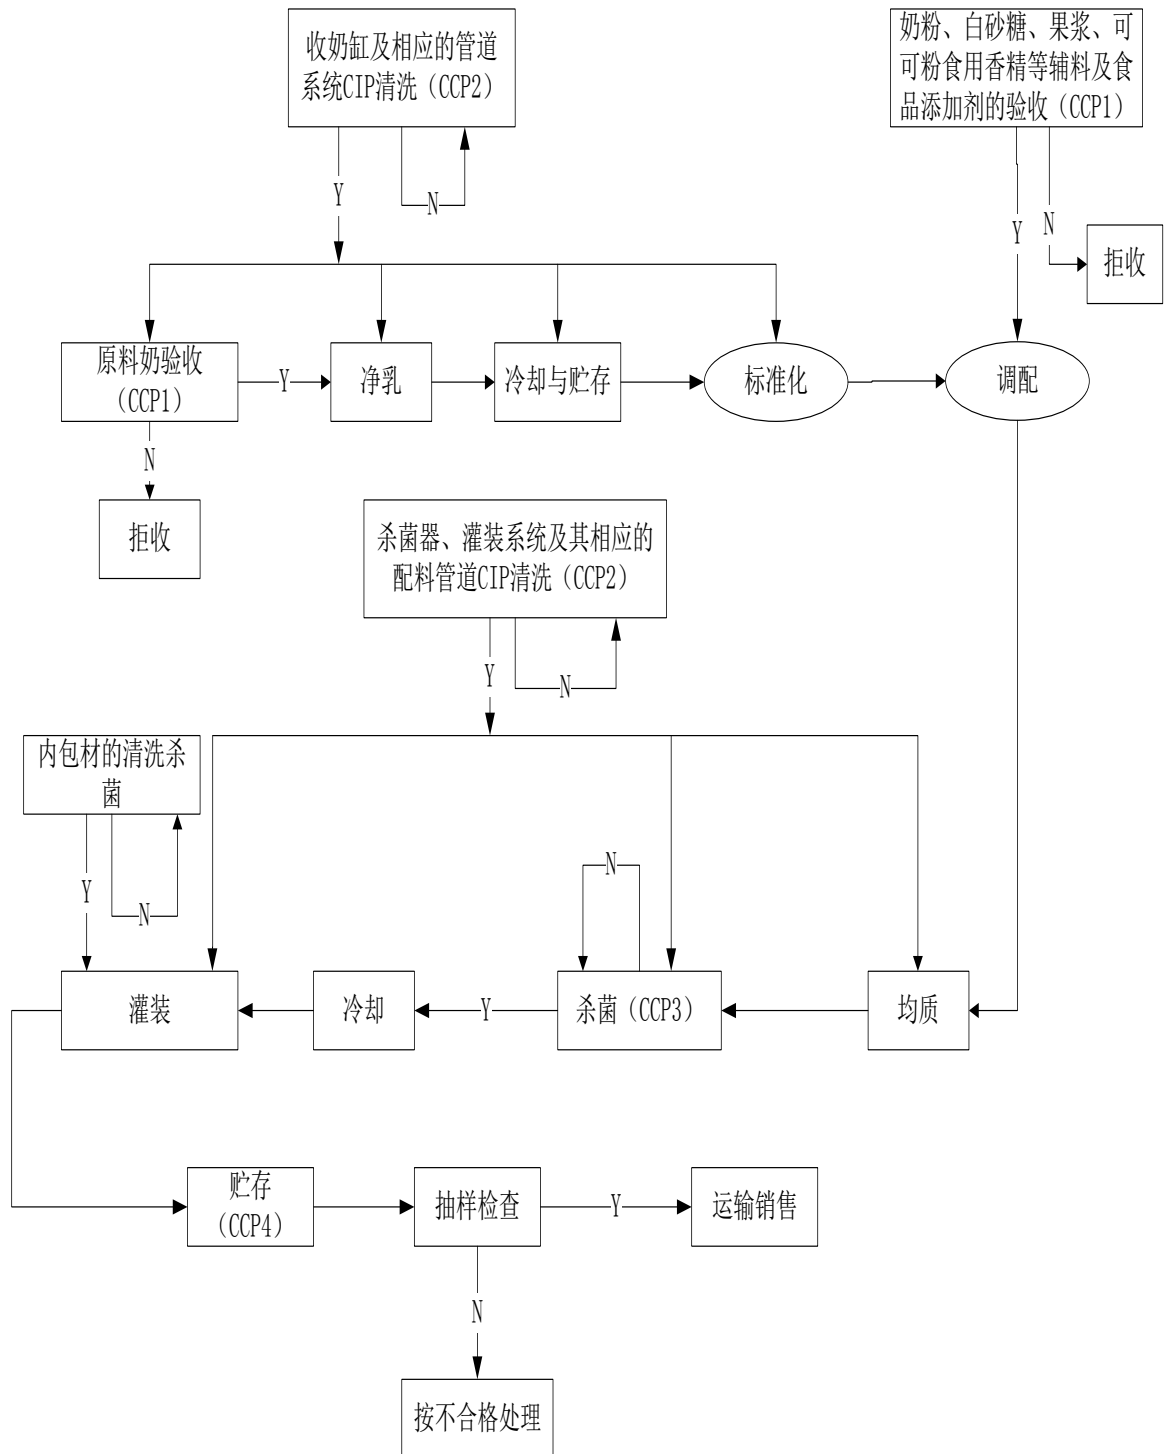 收奶缸及相应的管道
系统CIP清洗（CCP2）
奶粉、白砂糖、果浆、可
可粉食用香精等辅料及食
品添加剂的验收（CCP1）
Y
N
Y
N
拒收
原料奶验收
（CCP1）
Y
净乳
冷却与贮存
标准化
调配
N
拒收
杀菌器、灌装系统及其相应的
配料管道CIP清洗（CCP2）
Y
N
内包材的清洗杀
菌
Y
N
N
灌装
冷却
Y
杀菌（CCP3）
均质
贮存
（CCP4）
抽样检查
Y
运输销售
N
按不合格处理